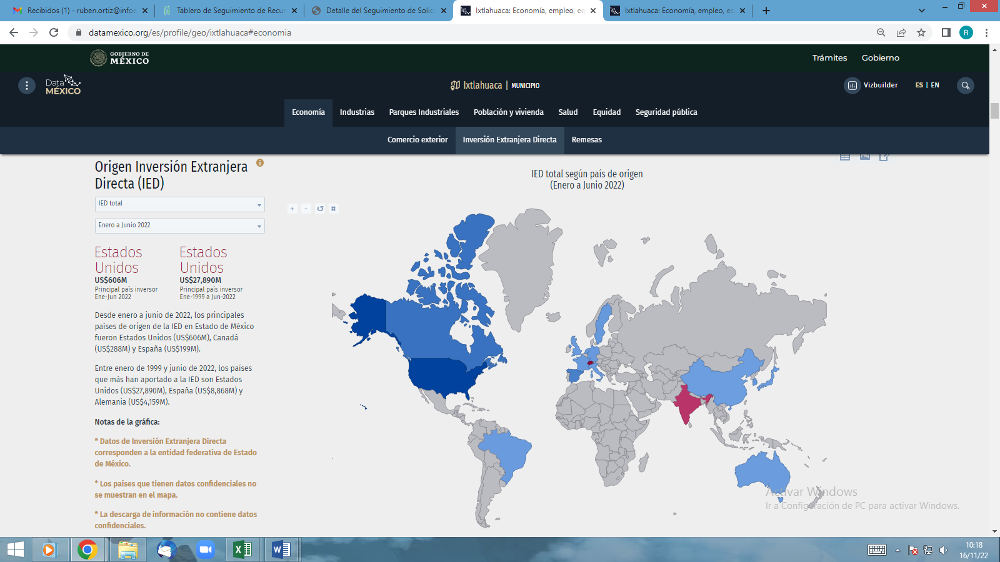 Recibidos (1) - ruben.ortiz@infoe
Tablero de Seguimiento de Recur
Detalle del Seguimiento de Solici
Ixtlahuaca: Economía, empleo, eq
Ixtlahuaca: Economía, empleo, ec
datamexico.org/es/profile/geo/ixtlahuaca#economia
R
GOBIERNO DE
MÉXICO
Trámites
Gobierno
Data
MÉXICO
Ixtlahuaca | MUNICIPIO
Vizbuilder
ES | EN
Economía
Industrias
Parques Industriales
Población y vivienda
Salud
Equidad
Seguridad pública
Comercio exterior
Inversión Extranjera Directa
Remesas
Origen Inversión Extranjera
Directa (IED)
IED total
Enero a Junio 2022
Estados
Unidos
US$606M
Principal país inversor
Ene-Jun 2022
Estados
Unidos
US$27,890M
Principal país inversor
Ene-1999 a Jun-2022
Desde enero a junio de 2022, los principales
países de origen de la IED en Estado de México
fueron Estados Unidos (US$606M), Canadá
(US$288M) y España (US$199M).
Entre enero de 1999 y junio de 2022, los países
que más han aportado a la IED son Estados
Unidos (US$27,890M), España (US$8,868M) y
Alemania (US$4,159M).
Notas de la gráfica:
* Datos de Inversión Extranjera Directa
corresponden a la entidad federativa de Estado
de México.
* Los países que tienen datos confidenciales no
se muestran en el mapa.
* La descarga de información no contiene datos
confidenciales.
IED total según país de origen
(Enero a Junio 2022)
Activar Windows
Ir a Configuración de PC para activar Windows.
10:18
16/11/22